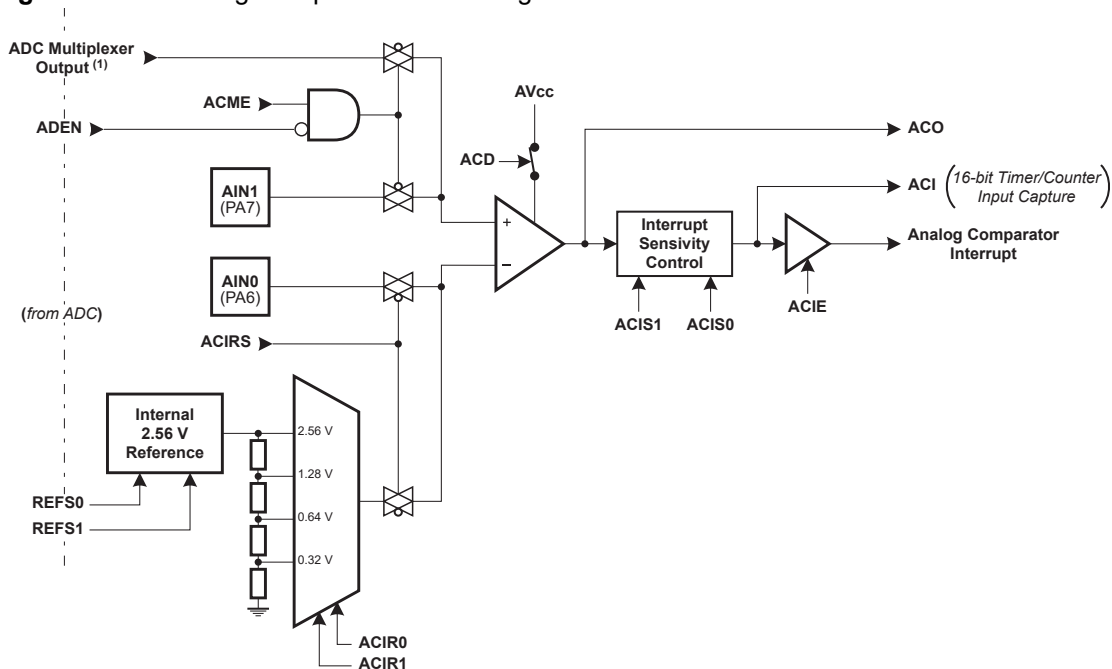 ADC Multiplexer
Output (1)
ACME
ADEN
AIN1
(PA7)
AIN0
(PA6)
(from ADC)
ACIRS
Internal
2.56 V
Reference
REFS0
REFS1
2.56 V
1.28 V
0.64 V
0.32 V
ACIR0
ACIR1
AVcc
ACD
+
−
Interrupt
Sensivity
Control
ACIS1 ACIS0
ACIE
ACO
ACI (16-bit Timer/Counter
Input Capture)
Analog Comparator
Interrupt